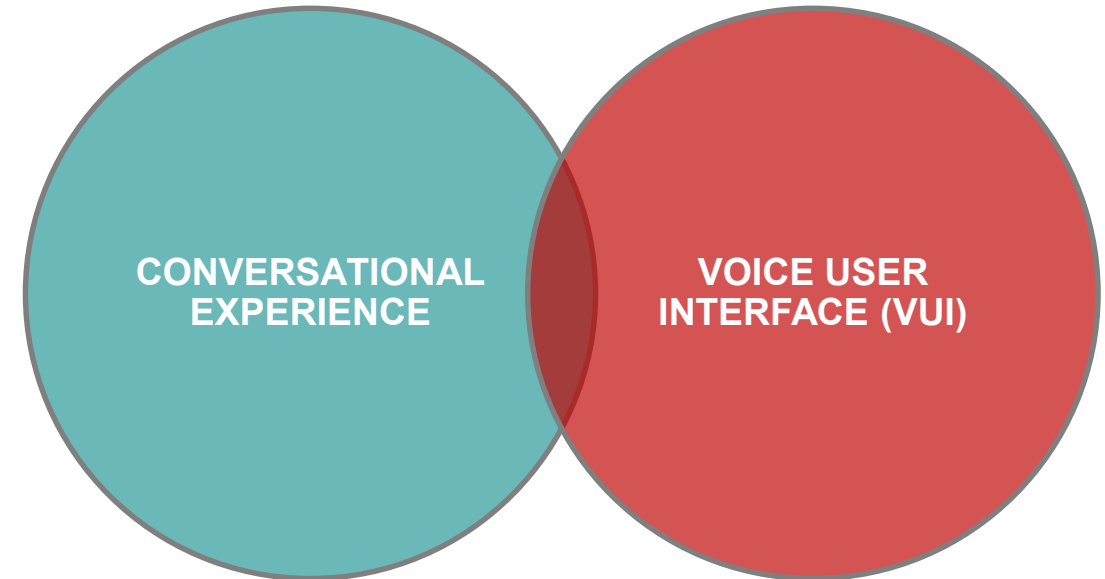 CONVERSATIONAL
EXPERIENCE
VOICE USER
INTERFACE (VUI)